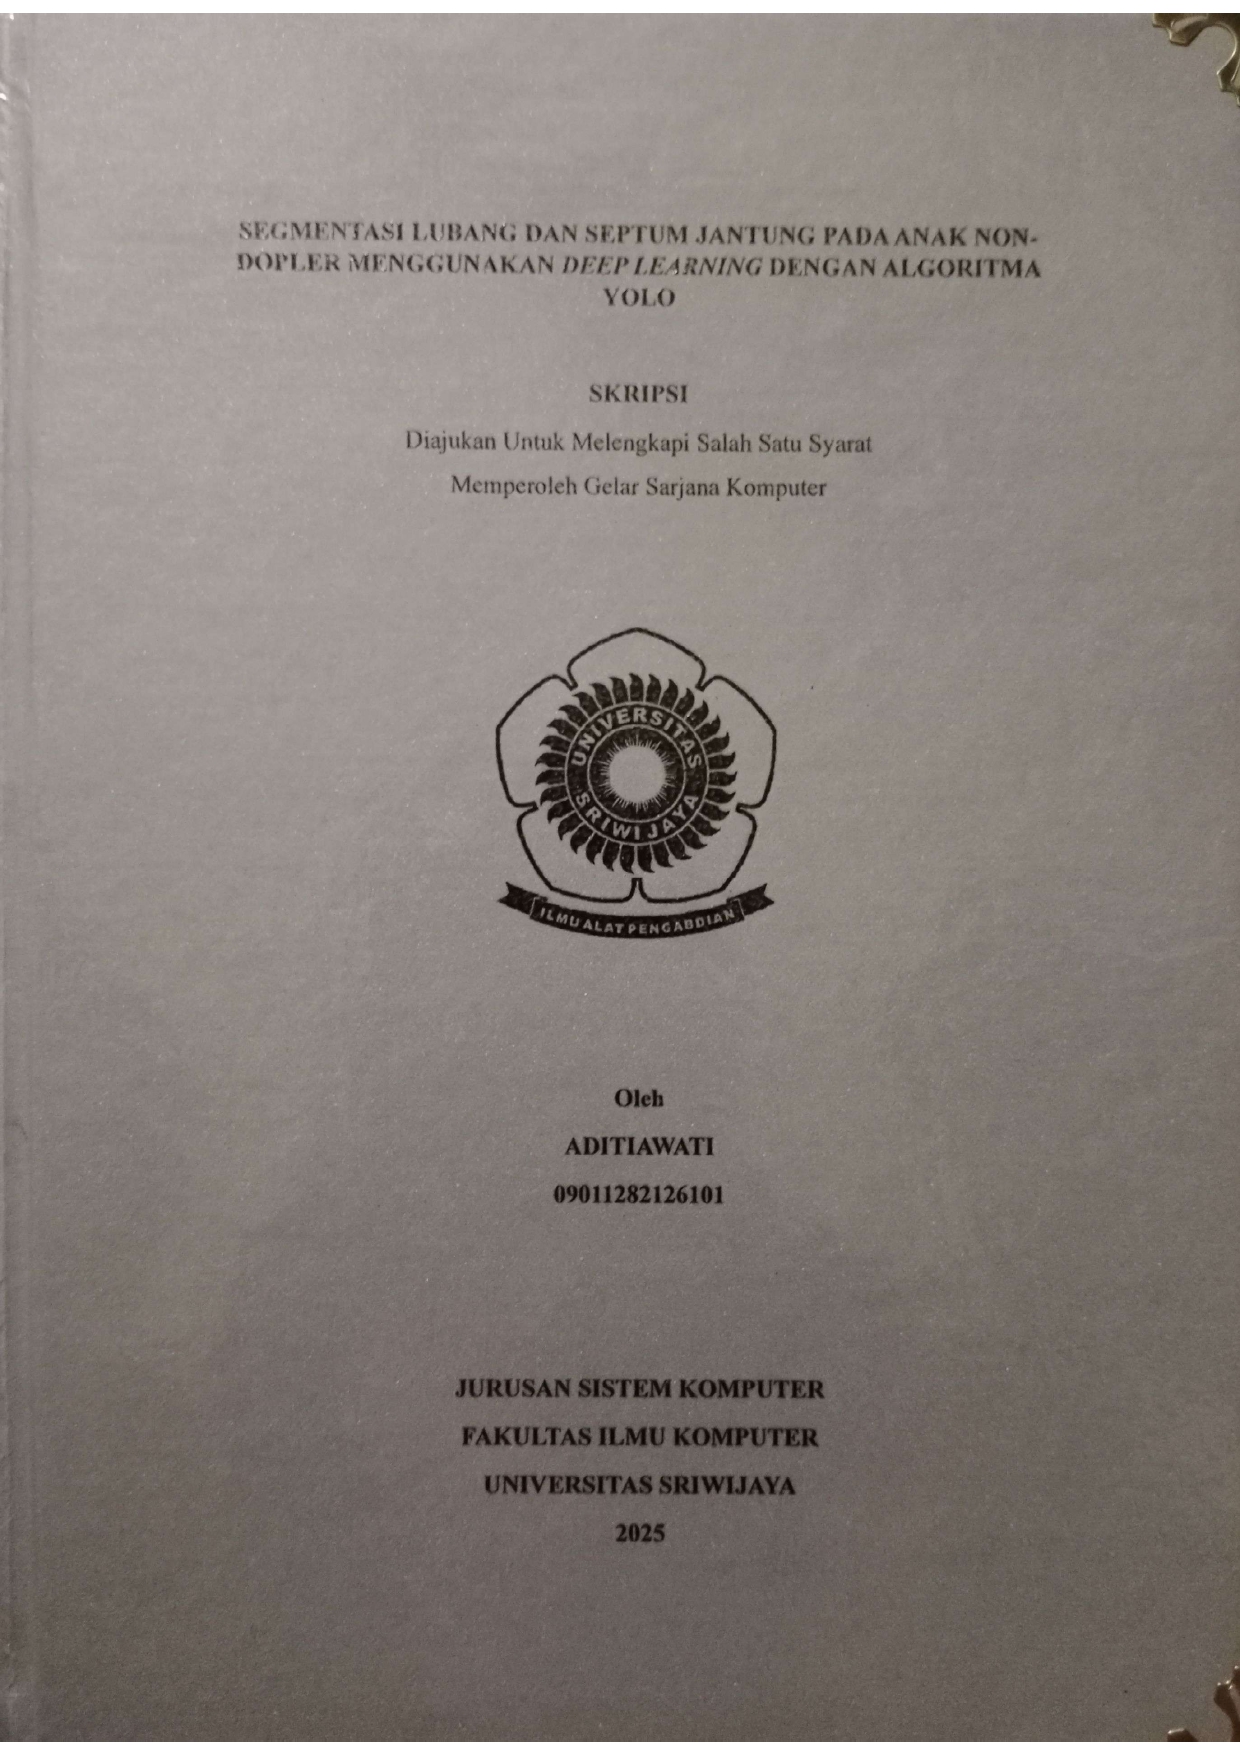 SEGMENTASI LUBANG DAN SEPTUM JANTUNG PADA ANAK NON-
DOPLER MENGGUNAKAN DEEP LEARNING DENGAN ALGORITMA
YOLO
SKRIPSI
Diajukan Untuk Melengkapi Salah Satu Syarat
Memperoleh Gelar Sarjana Komputer
UNIVERSITAS
SRIWIJAYA
ILMU ALAT PENGABDIAN
Oleh
ADITIAWATI
09011282126101
JURUSAN SISTEM KOMPUTER
FAKULTAS ILMU KOMPUTER
UNIVERSITAS SRIWIJAYA
2025